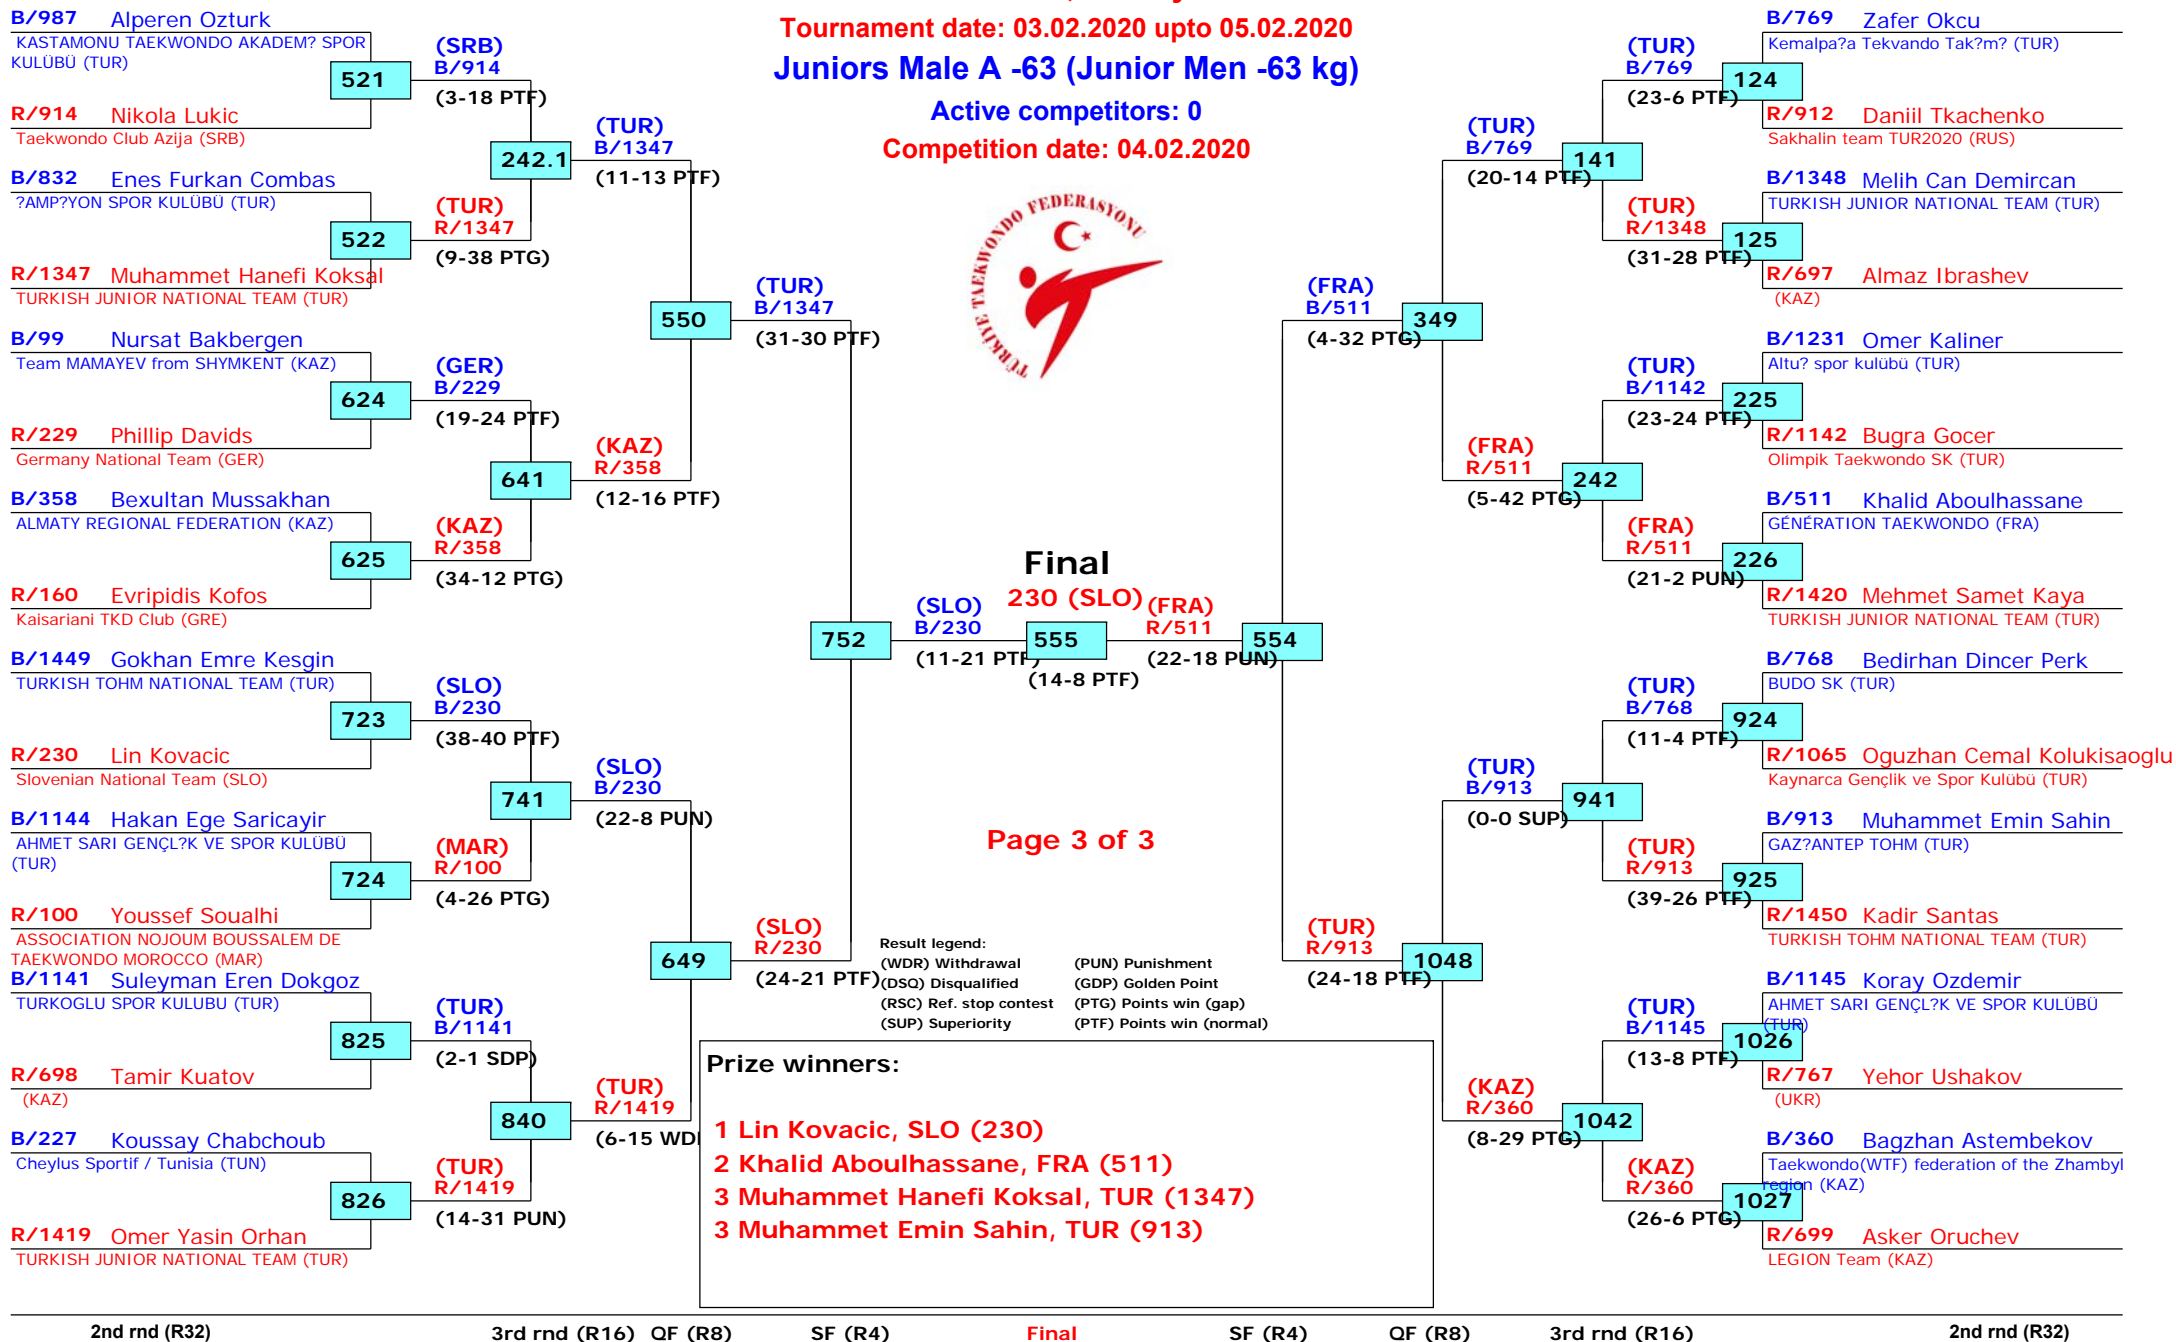 Tournament date: 03.02.2020 upto 05.02.2020
Juniors Male A -63 (Junior Men -63 kg)
Active competitors: 0
Competition date: 04.02.2020
TÜRKİYE TAEKWONDO FEDERASYONU
B/987 Alperen Ozturk
KASTAMONU TAEKWONDO AKADEM? SPOR
KULÜBÜ (TUR)
521
R/914 Nikola Lukic
Taekwondo Club Azija (SRB)
B/832 Enes Furkan Combas
?AMP?YON SPOR KULÜBÜ (TUR)
522
R/1347 Muhammet Hanefi Koksal
TURKISH JUNIOR NATIONAL TEAM (TUR)
B/99 Nursat Bakbergen
Team MAMAYEV from SHYMKENT (KAZ)
624
R/229 Phillip Davids
Germany National Team (GER)
B/358 Bexultan Mussakhan
ALMATY REGIONAL FEDERATION (KAZ)
625
R/160 Evripidis Kofos
Kaisariani TKD Club (GRE)
B/1449 Gokhan Emre Kesgin
TURKISH TOHM NATIONAL TEAM (TUR)
723
R/230 Lin Kovacic
Slovenian National Team (SLO)
B/1144 Hakan Ege Saricayir
AHMET SARI GENÇL?K VE SPOR KULÜBÜ
(TUR)
724
R/100 Youssef Soualhi
ASSOCIATION NOJOUM BOUSSALEM DE
TAEKWONDO MOROCCO (MAR)
B/1141 Suleyman Eren Dokgoz
TURKOGLU SPOR KULUBU (TUR)
825
R/698 Tamir Kuatov
(KAZ)
B/227 Koussay Chabchoub
Cheylus Sportif / Tunisia (TUN)
826
R/1419 Omer Yasin Orhan
TURKISH JUNIOR NATIONAL TEAM (TUR)
(SRB)
B/914
(3-18 PTF)
242.1
(TUR)
R/1347
(9-38 PTG)
(GER)
B/229
(19-24 PTF)
641
(KAZ)
R/358
(34-12 PTG)
(SLO)
B/230
(38-40 PTF)
741
(MAR)
R/100
(4-26 PTG)
(TUR)
B/1141
(2-1 SDP)
840
(TUR)
R/1419
(14-31 PUN)
(TUR)
B/1347
(11-13 PTF)
550
(KAZ)
R/358
(12-16 PTF)
(SLO)
B/230
(22-8 PUN)
649
(TUR)
R/1419
(6-15 WD
(TUR)
B/1347
(31-30 PTF)
752
(SLO)
R/230
(24-21 PTF)
Final
230 (SLO)
(SLO)
B/230
(11-21 PTF)
555
(14-8 PTF)
(FRA)
R/511
(22-18 PUN)
554
Page 3 of 3
(FRA)
B/511
(4-32 PTG)
349
(TUR)
R/913
(24-18 PTF)
1048
(TUR)
B/769
(20-14 PTF)
141
(FRA)
R/511
(5-42 PTG)
242
(TUR)
B/913
(0-0 SUP)
941
(KAZ)
R/360
(8-29 PTG)
1042
(TUR)
B/769
(23-6 PTF)
124
(TUR)
R/1348
(31-28 PTF)
125
(TUR)
B/1142
(23-24 PTF)
225
(FRA)
R/511
(21-2 PUN)
226
(TUR)
B/768
(11-4 PTF)
924
(TUR)
R/913
(39-26 PTF)
925
(TUR)
B/1145
(13-8 PTF)
1026
(KAZ)
R/360
(26-6 PTG)
1027
B/769 Zafer Okcu
Kemalpa?a Tekvando Tak?m? (TUR)
R/912 Daniil Tkachenko
Sakhalin team TUR2020 (RUS)
B/1348 Melih Can Demircan
TURKISH JUNIOR NATIONAL TEAM (TUR)
R/697 Almaz Ibrashev
(KAZ)
B/1231 Omer Kaliner
Altu? spor kulübü (TUR)
R/1142 Bugra Gocer
Olimpik Taekwondo SK (TUR)
B/511 Khalid Aboulhassane
GÉNÉRATION TAEKWONDO (FRA)
R/1420 Mehmet Samet Kaya
TURKISH JUNIOR NATIONAL TEAM (TUR)
B/768 Bedirhan Dincer Perk
BUDO SK (TUR)
R/1065 Oguzhan Cemal Kolukisaoglu
Kaynarca Gençlik ve Spor Kulübü (TUR)
B/913 Muhammet Emin Sahin
GAZ?ANTEP TOHM (TUR)
R/1450 Kadir Santas
TURKISH TOHM NATIONAL TEAM (TUR)
B/1145 Koray Ozdemir
AHMET SARI GENÇL?K VE SPOR KULÜBÜ
(TUR)
R/767 Yehor Ushakov
(UKR)
B/360 Bagzhan Astembekov
Taekwondo(WTF) federation of the Zhambyl
region (KAZ)
R/699 Asker Oruchev
LEGION Team (KAZ)
Result legend:
(WDR) Withdrawal (PUN) Punishment
(DSQ) Disqualified (GDP) Golden Point
(RSC) Ref. stop contest (PTG) Points win (gap)
(SUP) Superiority (PTF) Points win (normal)
Prize winners:
1 Lin Kovacic, SLO (230)
2 Khalid Aboulhassane, FRA (511)
3 Muhammet Hanefi Koksal, TUR (1347)
3 Muhammet Emin Sahin, TUR (913)
2nd rnd (R32) 3rd rnd (R16) QF (R8) SF (R4) Final SF (R4) QF (R8) 3rd rnd (R16) 2nd rnd (R32)